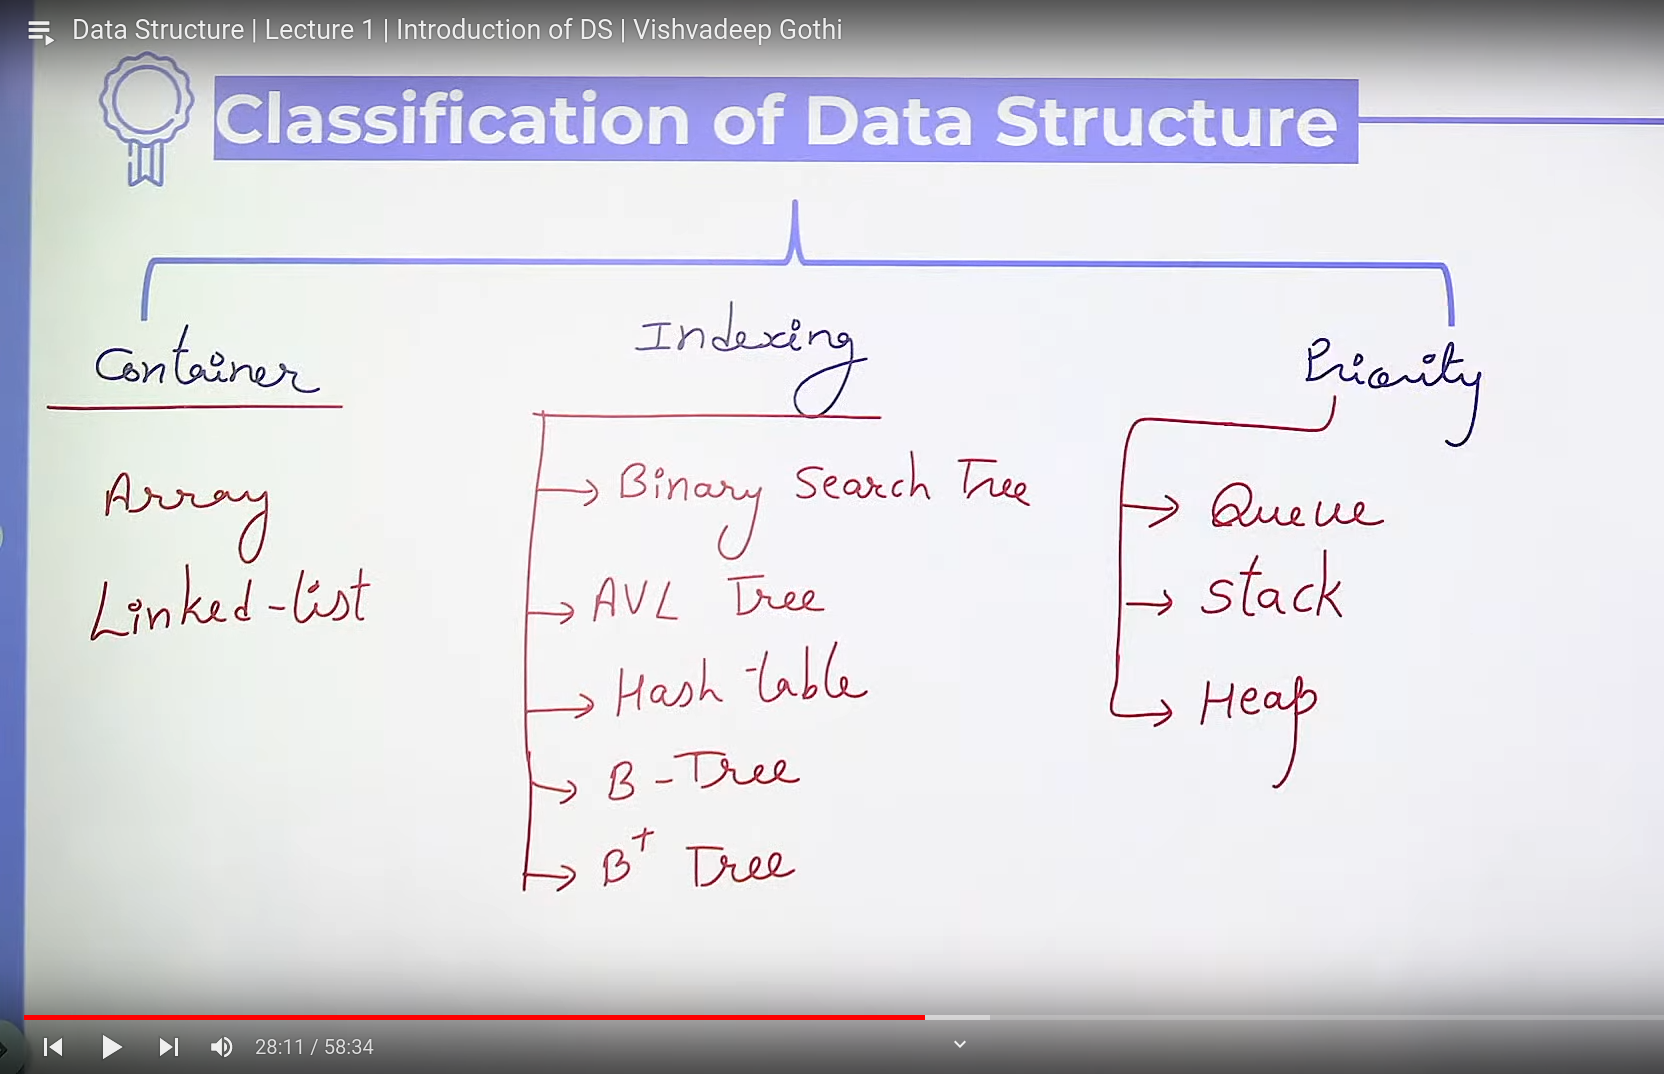 Data Structure | Lecture 1 | Introduction of DS | Vishvadeep Gothi
Classification of Data Structure
Container
Array
Linked-list
Indexing
Binary Search Tree
AVL Tree
Hash table
B-Tree
B+ Tree
Priority
Queue
Stack
Heap
28:11 / 58:34